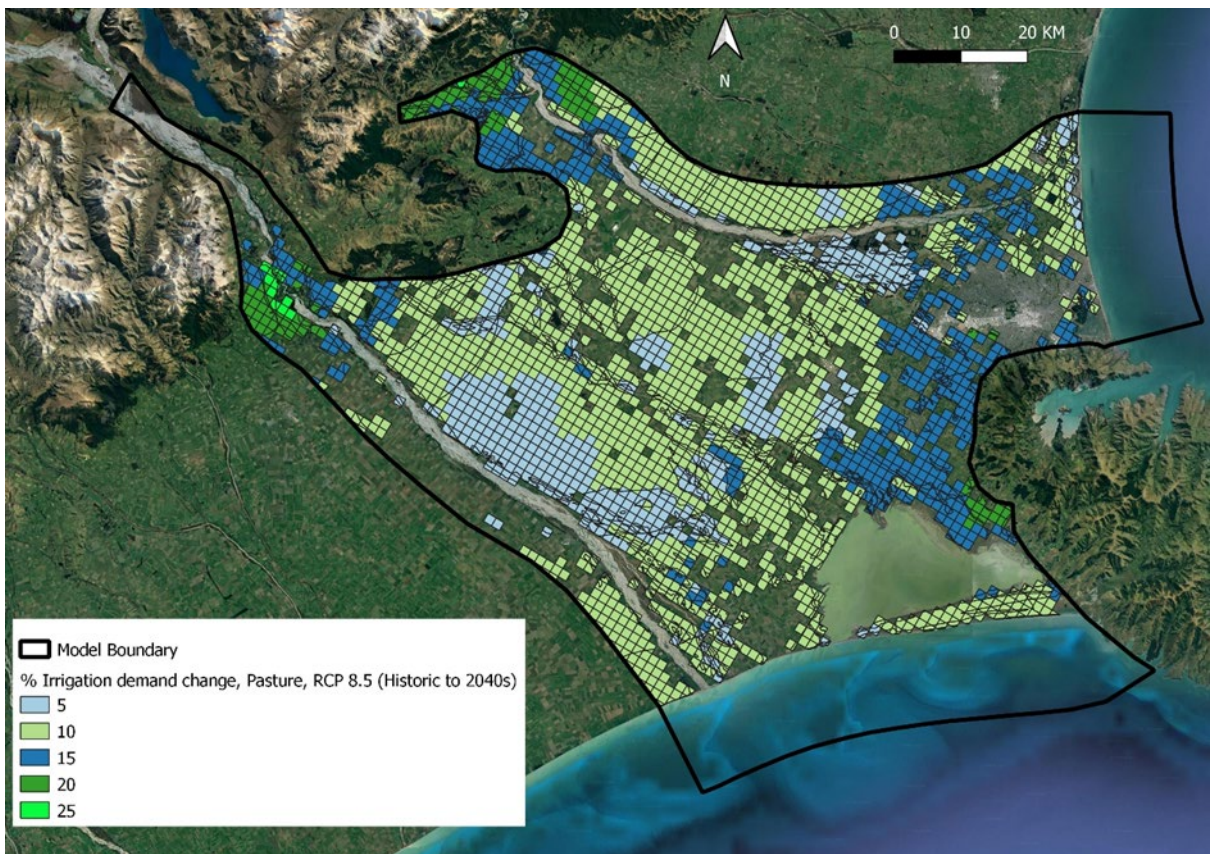 0 10 20 KM
N
Model Boundary
% Irrigation demand change, Pasture, RCP 8.5 (Historic to 2040s)
5
10
15
20
25